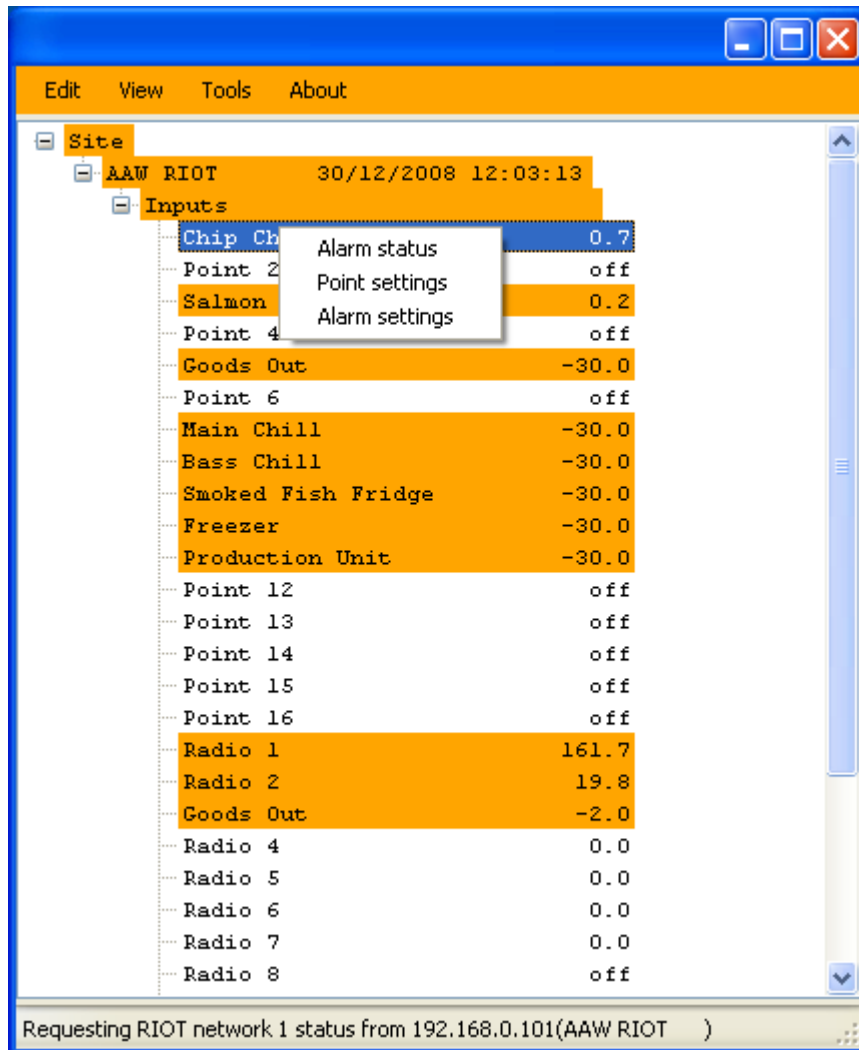 Edit View Tools About
Site
AAW RIOT 30/12/2008 12:03:13
Inputs
Chip Ch 0.7
Alarm status
Point 2 off
Point settings
Salmon 0.2
Alarm settings
Point 4 off
Goods Out -30.0
Point 6 off
Main Chill -30.0
Bass Chill -30.0
Smoked Fish Fridge -30.0
Freezer -30.0
Production Unit -30.0
Point 12 off
Point 13 off
Point 14 off
Point 15 off
Point 16 off
Radio 1 161.7
Radio 2 19.8
Goods Out -2.0
Radio 4 0.0
Radio 5 0.0
Radio 6 0.0
Radio 7 0.0
Radio 8 off
Requesting RIOT network 1 status from 192.168.0.101(AAW RIOT )